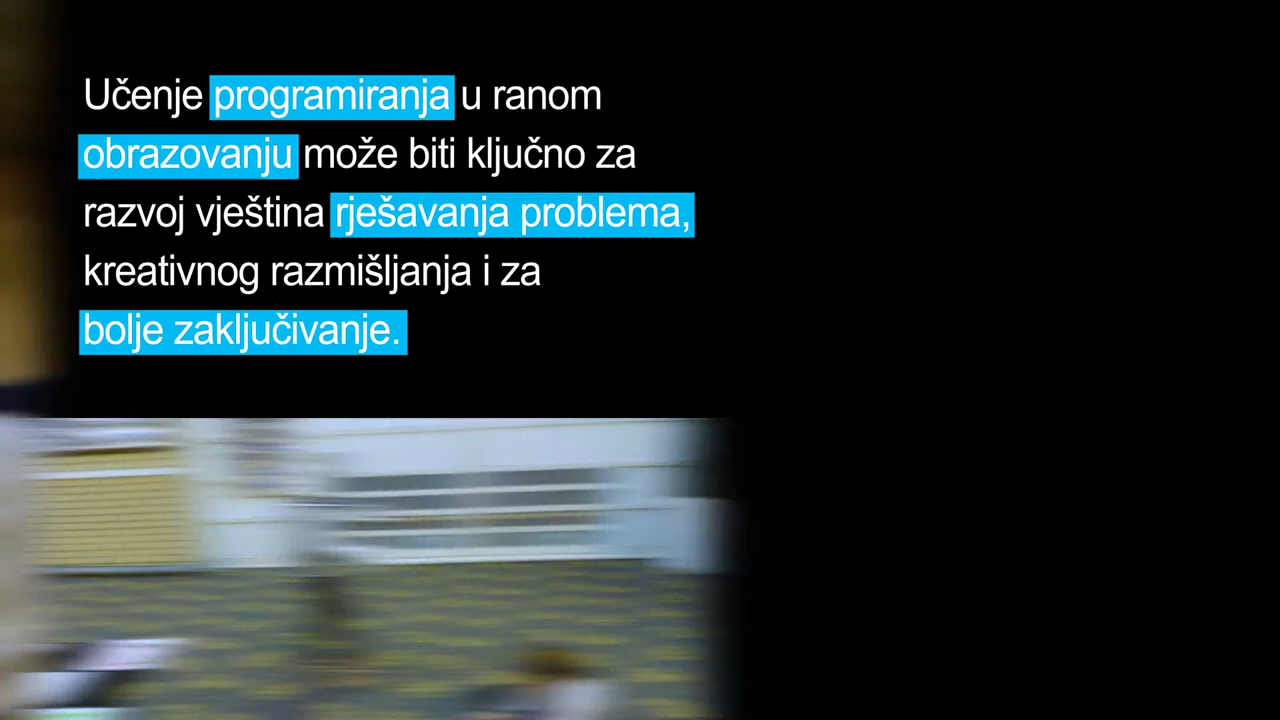 Učenje programiranja u ranom
obrazovanju može biti ključno za
razvoj vještina rješavanja problema,
kreativnog razmišljanja i za
bolje zaključivanje.